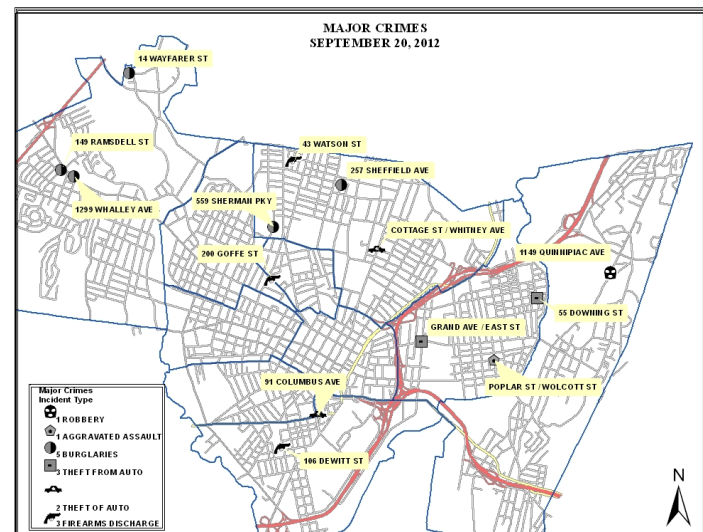 MAJOR CRIMES
SEPTEMBER 20, 2012
14 WAYFARER ST
149 RAMSDELL ST
43 WATSON ST
257 SHEFFIELD AVE
1299 WHALLEY AVE
559 SHERMAN PKY
COTTAGE ST / WHITNEY AVE
200 GOFFE ST
1149 QUINNIPIAC AVE
55 DOWNING ST
GRAND AVE / EAST ST
91 COLUMBUS AVE
POPLAR ST / WOLCOTT ST
106 DEWITT ST
Major Crimes
Incident Type
1 ROBBERY
1 AGGRAVATED ASSAULT
5 BURGLARIES
3 THEFT FROM AUTO
2 THEFT OF AUTO
3 FIREARMS DISCHARGE
N